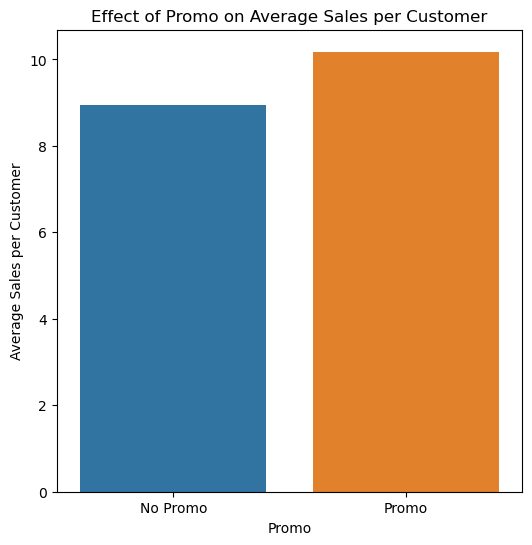 Effect of Promo on Average Sales per Customer
Average Sales per Customer
10
8
6
4
2
0
No Promo
Promo
Promo